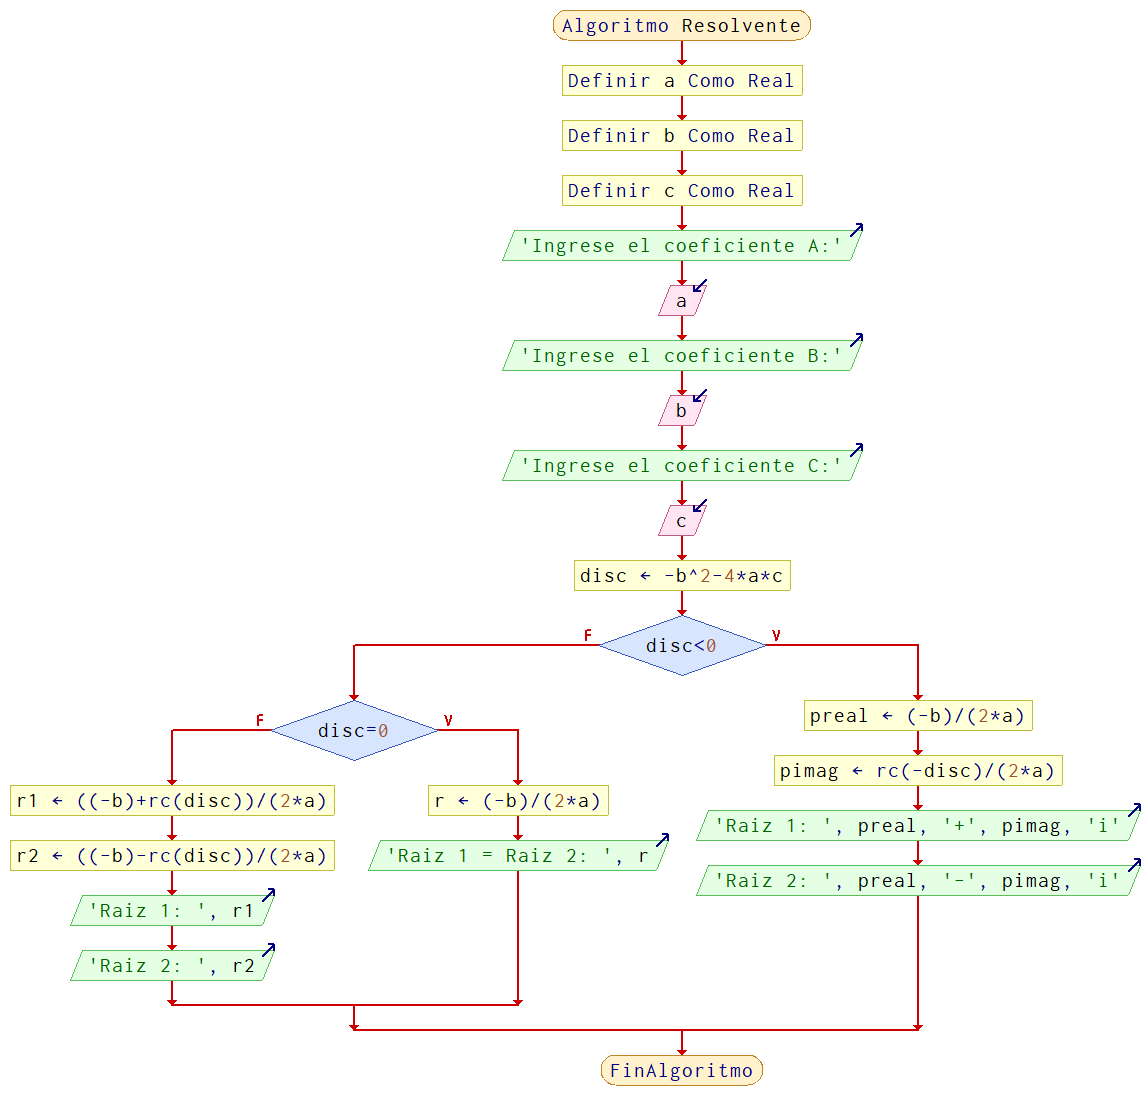 Algoritmo Resolvente
Definir a Como Real
Definir b Como Real
Definir c Como Real
'Ingrese el coeficiente A:'
a
'Ingrese el coeficiente B:'
b
'Ingrese el coeficiente C:'
c
disc ← -b^2-4*a*c
disc<0
F
V
disc=0
F
V
r1 ← ((-b)+rc(disc))/(2*a)
r2 ← ((-b)-rc(disc))/(2*a)
'Raiz 1: ', r1
'Raiz 2: ', r2
r ← (-b)/(2*a)
'Raiz 1 = Raiz 2: ', r
preal ← (-b)/(2*a)
pimag ← rc(-disc)/(2*a)
'Raiz 1: ', preal, '+', pimag, 'i'
'Raiz 2: ', preal, '-', pimag, 'i'
FinAlgoritmo